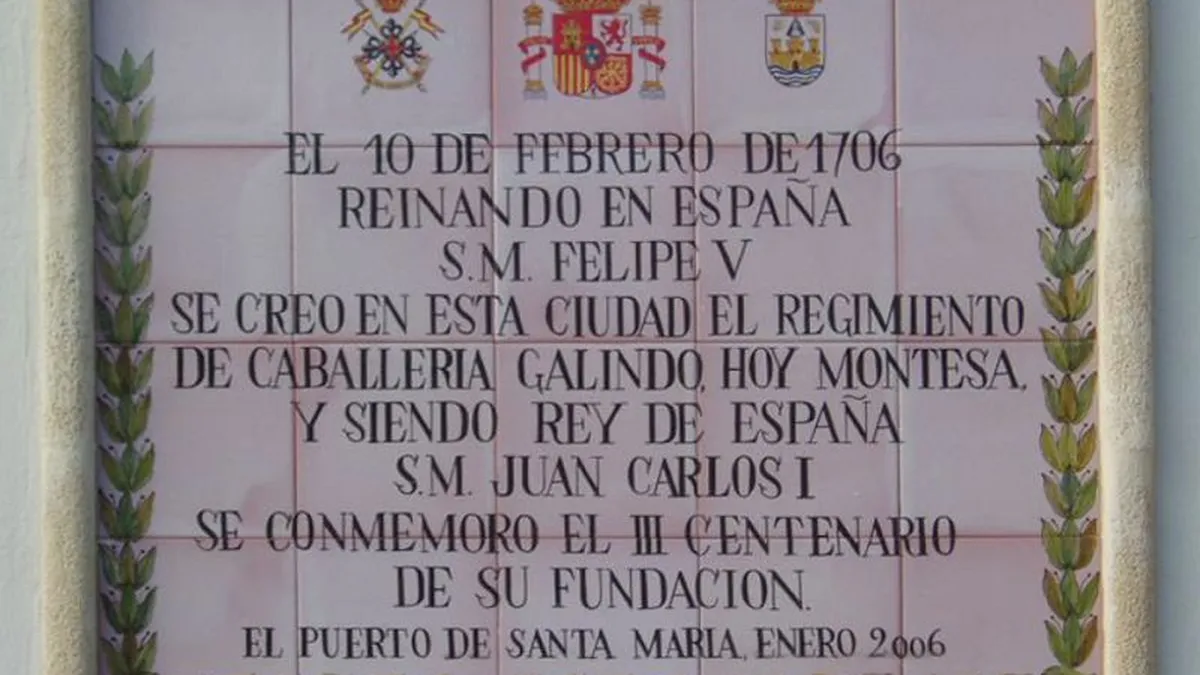 EL 10 DE FEBRERO DE 1706
REINANDO EN ESPAÑA
S.M. FELIPE V
SE CREO EN ESTA CIUDAD EL REGIMIENTO
DE CABALLERIA GALINDO, HOY MONTESA,
Y SIENDO REY DE ESPAÑA
S.M. JUAN CARLOS I
SE CONMEMORO EL III CENTENARIO
DE SU FUNDACION.
EL PUERTO DE SANTA MARIA, ENERO 2006